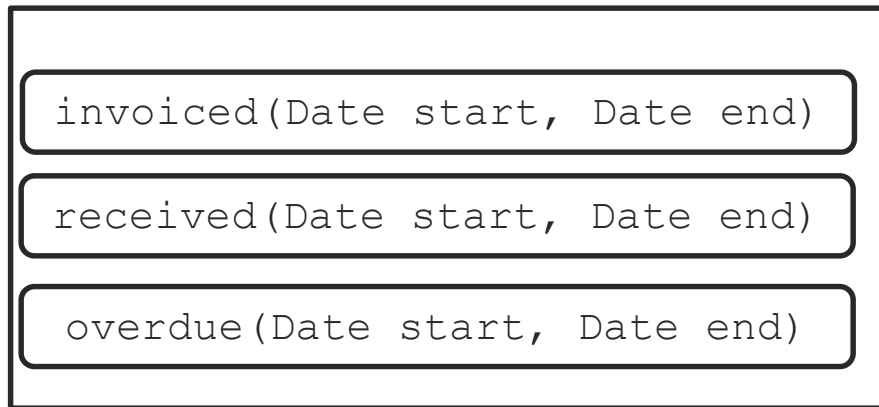 invoiced(Date start, Date end)
received(Date start, Date end)
overdue(Date start, Date end)